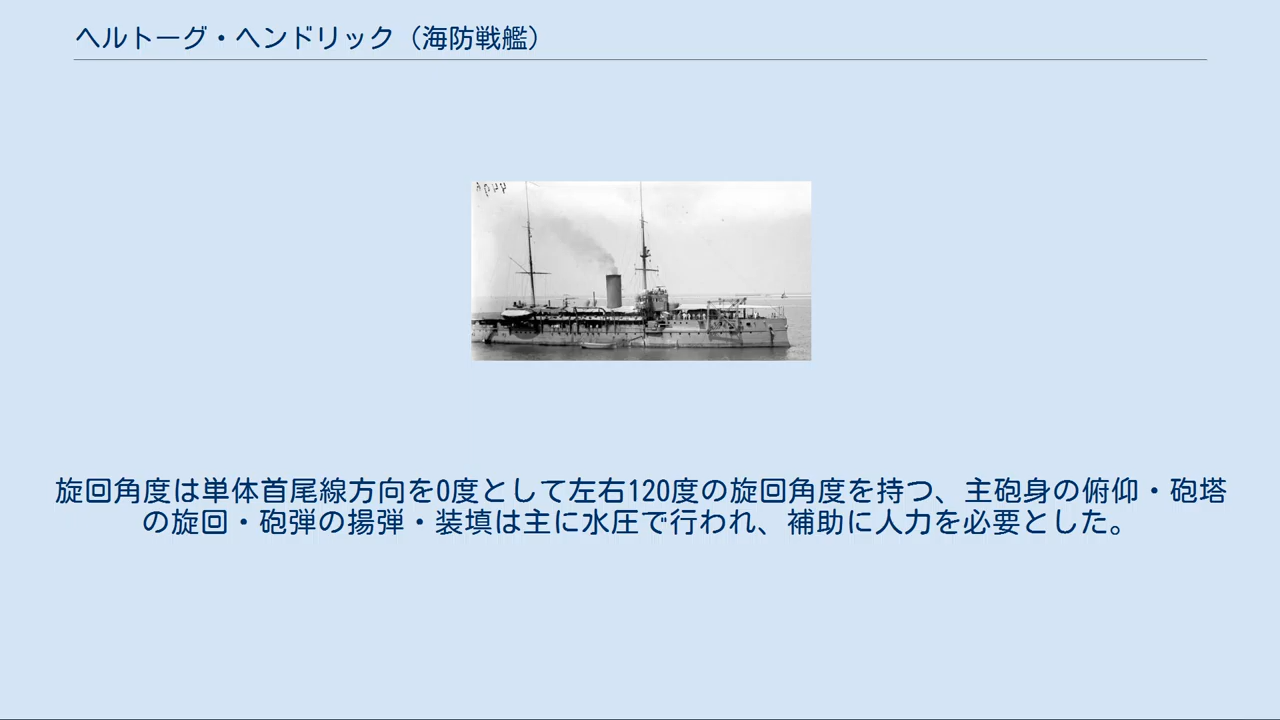 ヘルトーグ・ヘンドリック（海防戦艦）
旋回角度は単体首尾線方向を0度として左右120度の旋回角度を持つ、主砲身の俯仰・砲塔
の旋回・砲弾の揚弾・装填は主に水圧で行われ、補助に人力を必要とした。